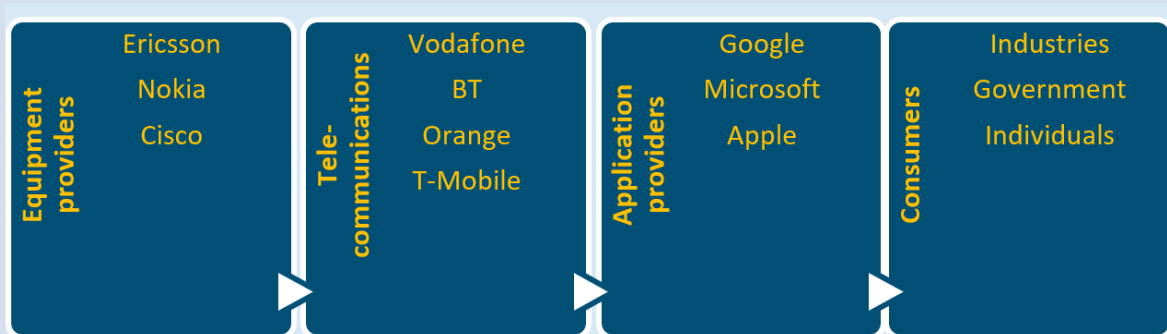 Equipment
providers
Ericsson
Nokia
Cisco
Tele-
communications
Vodafone
BT
Orange
T-Mobile
Application
providers
Google
Microsoft
Apple
Consumers
Industries
Government
Individuals